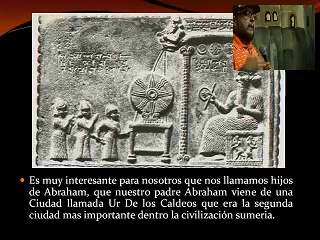 Es muy interesante para nosotros que nos llamamos hijos
de Abraham, que nuestro padre Abraham viene de una
Ciudad llamada Ur De los Caldeos que era la segunda
ciudad mas importante dentro la civilización sumeria.